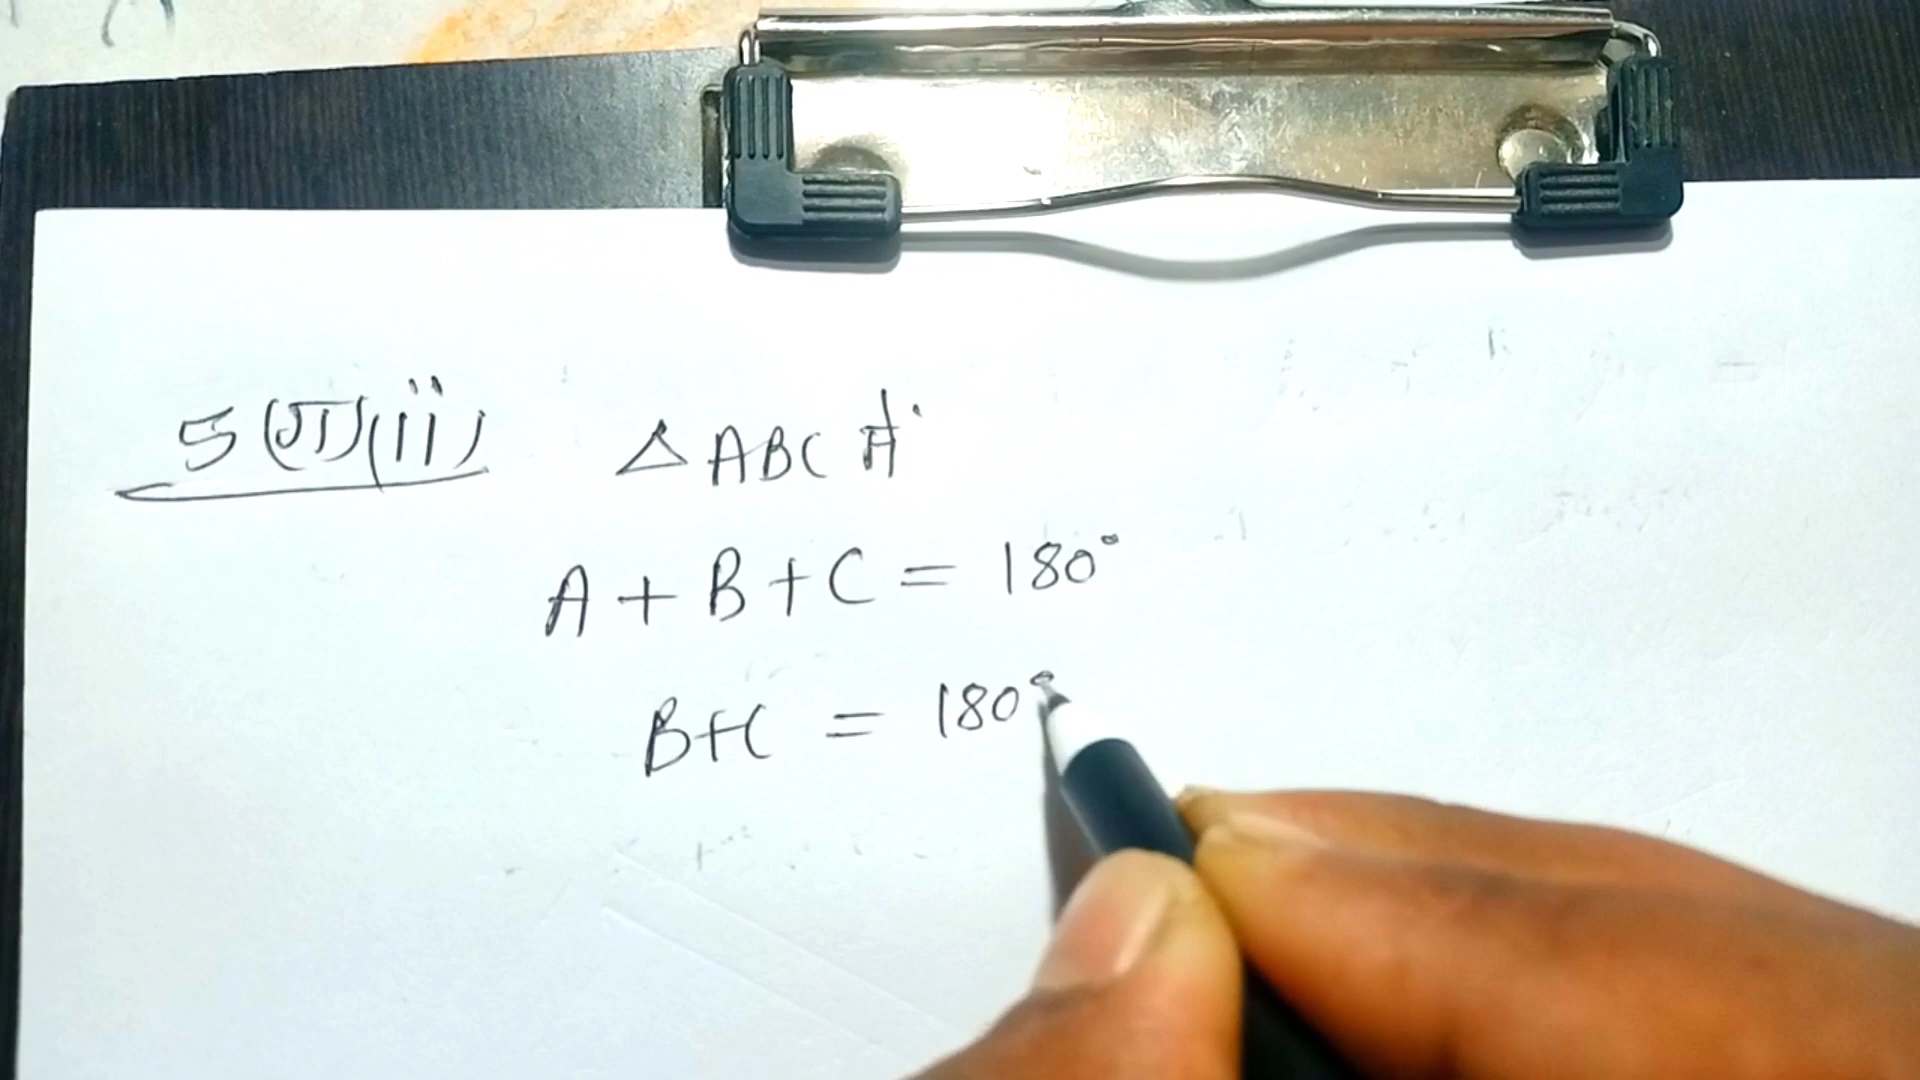 5 (ग)(ii) △ABC में
A + B + C = 180°
B+C = 180°